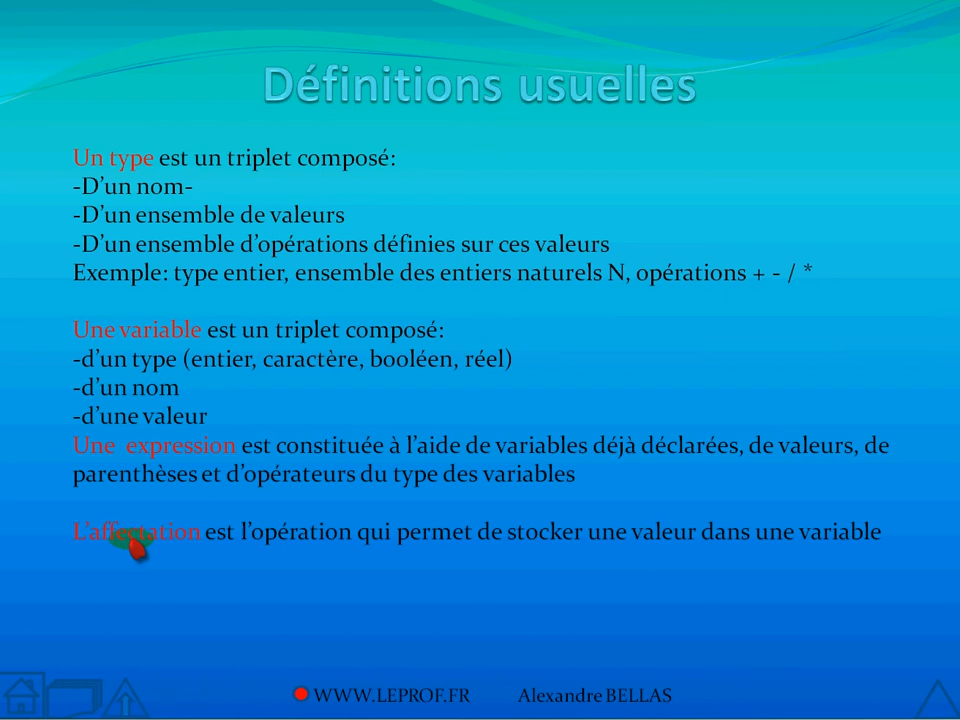 Définitions usuelles
Un type est un triplet composé:
-D’un nom-
-D’un ensemble de valeurs
-D’un ensemble d’opérations définies sur ces valeurs
Exemple: type entier, ensemble des entiers naturels N, opérations + - / *
Une variable est un triplet composé:
-d’un type (entier, caractère, booléen, réel)
-d’un nom
-d’une valeur
Une expression est constituée à l’aide de variables déjà déclarées, de valeurs, de
parenthèses et d’opérateurs du type des variables
L’affectation est l’opération qui permet de stocker une valeur dans une variable
WWW.LEPROF.FR Alexandre BELLAS